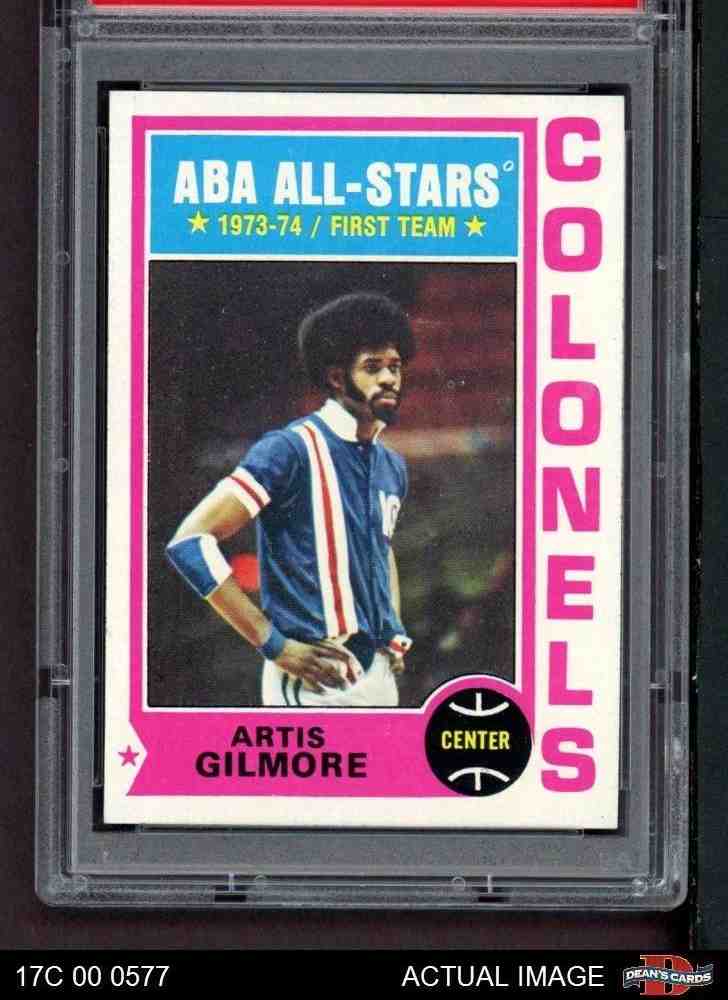 ABA ALL-STARS
★ 1973-74 / FIRST TEAM ★
COLONELS
ARTIS
GILMORE
CENTER
17C 00 0577
ACTUAL IMAGE
D
DEAN'S CARDS